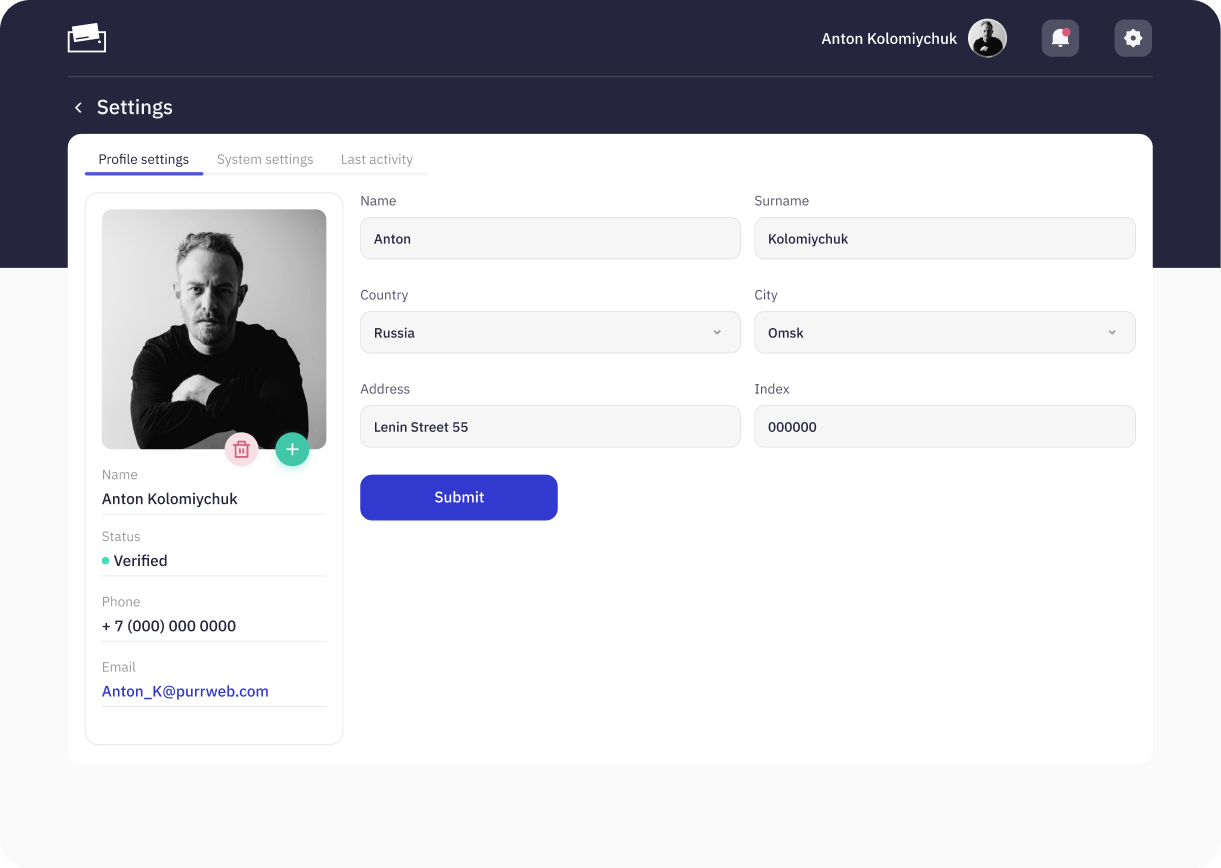 Anton Kolomiychuk
Settings
Profile settings
System settings
Last activity
Name
Anton
Surname
Kolomiychuk
Country
Russia
City
Omsk
Address
Lenin Street 55
Index
000000
Submit
Name
Anton Kolomiychuk
Status
Verified
Phone
+ 7 (000) 000 0000
Email
Anton_K@purrweb.com